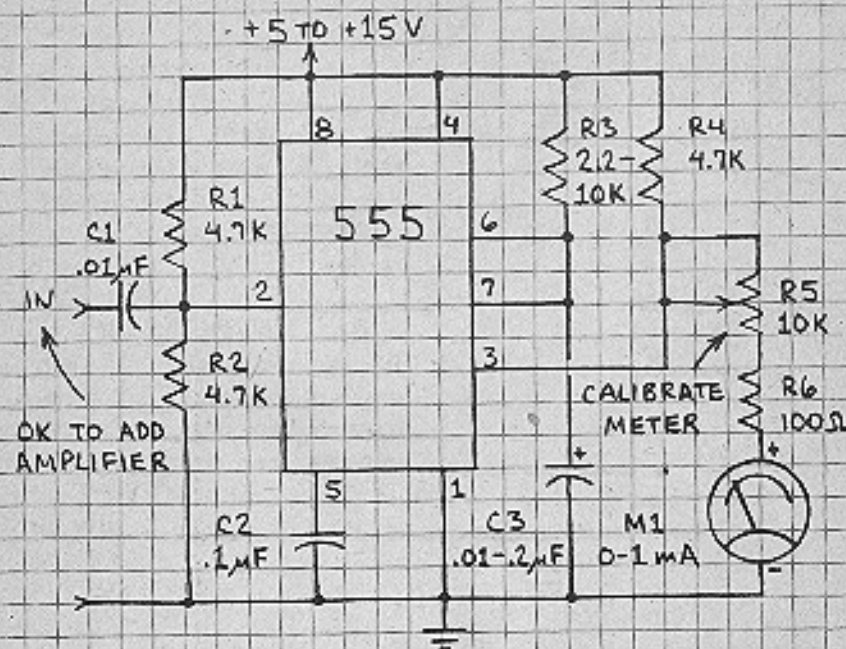 +5 TO +15V
8
4
R1
4.7K
555
R3
2.2-
10K
R4
4.7K
C1
.01µF
6
IN
2
7
R5
10K
R2
4.7K
3
R6
100Ω
OK TO ADD
AMPLIFIER
CALIBRATE
METER
+
+
5
1
C2
.1µF
C3
.01-.2µF
M1
0-1mA
-